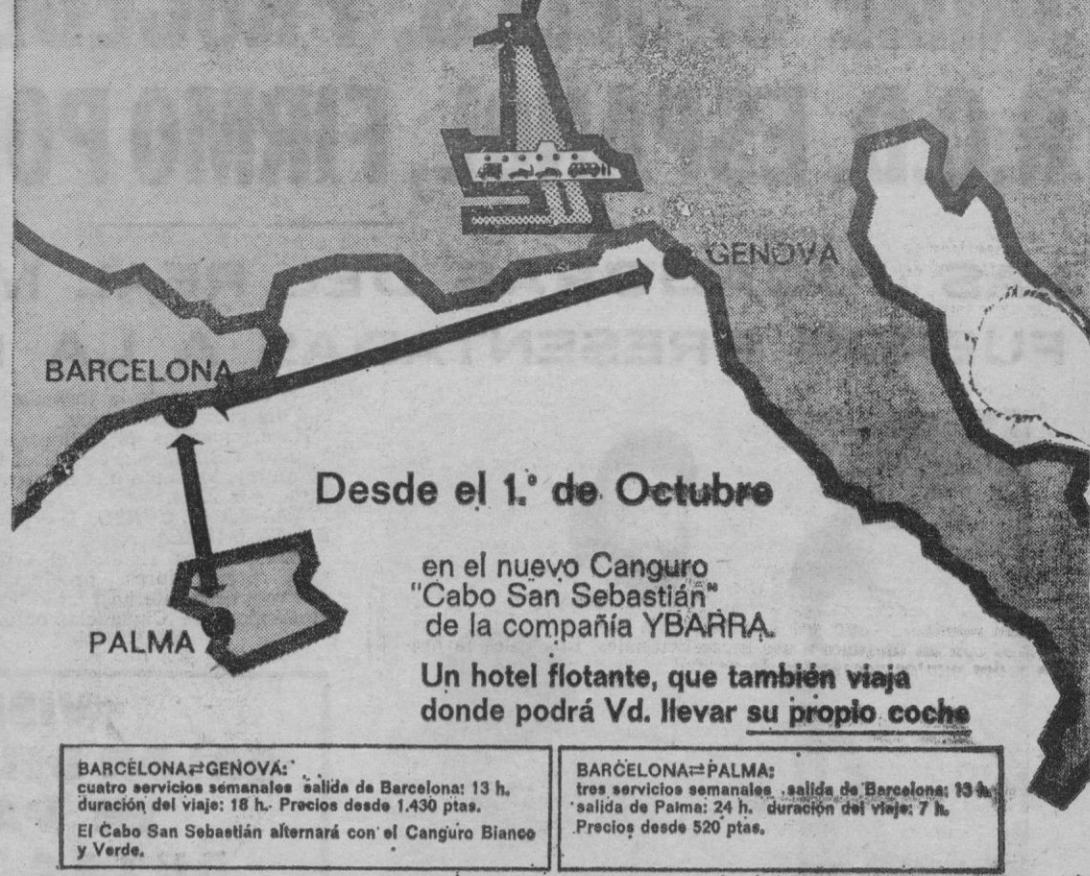 GENOVA
BARCELONA
PALMA
Desde el 1.º de Octubre
en el nuevo Canguro
"Cabo San Sebastián"
de la compañía YBARRA.
Un hotel flotante, que también viaja
donde podrá Vd. llevar su propio coche
BARCELONA⇄GENOVA:
cuatro servicios semanales salida de Barcelona: 13 h.
duración del viaje: 18 h. Precios desde 1.430 ptas.
El Cabo San Sebastián alternará con el Canguro Bianco
y Verde.
BARCELONA⇄PALMA:
tres servicios semanales salida de Barcelona: 13 h.
salida de Palma: 24 h. duración del viaje: 7 h.
Precios desde 520 ptas.